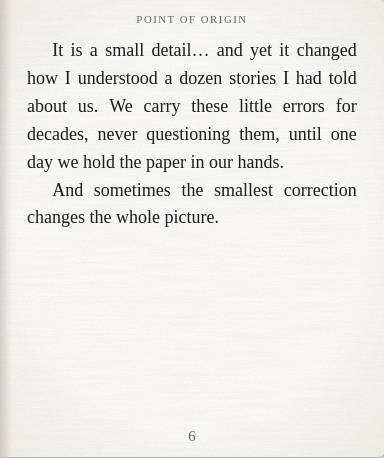 POINT OF ORIGIN
It is a small detail… and yet it changed
how I understood a dozen stories I had told
about us. We carry these little errors for
decades, never questioning them, until one
day we hold the paper in our hands.
And sometimes the smallest correction
changes the whole picture.
6